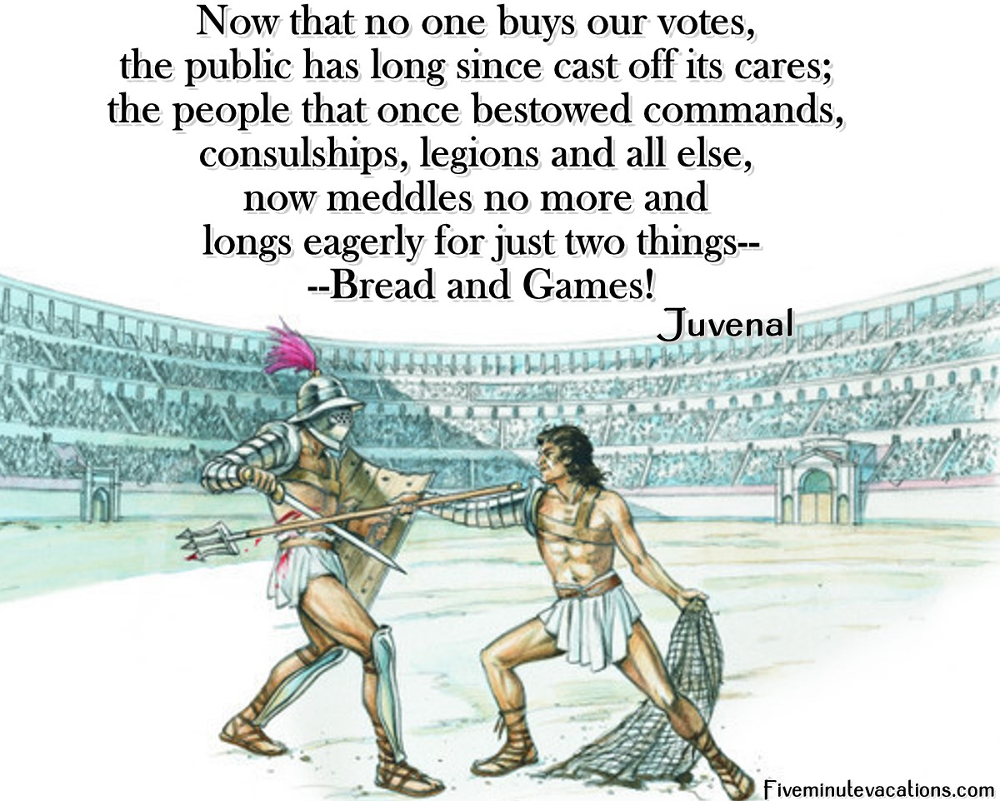 Now that no one buys our votes,
the public has long since cast off its cares;
the people that once bestowed commands,
consulships, legions and all else,
now meddles no more and
longs eagerly for just two things--
--Bread and Games!
Juvenal
Fiveminutevacations.com